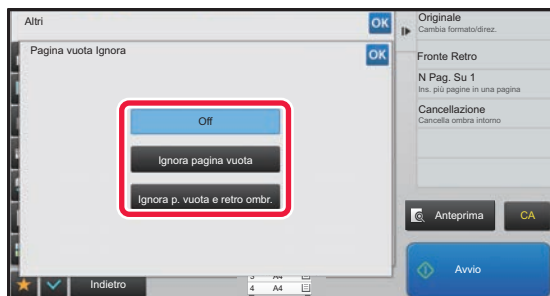 Altri
OK
Pagina vuota Ignora
OK
Off
Ignora pagina vuota
Ignora p. vuota e retro ombr.
Indietro
A4
4 A4
Originale
Cambia formato/direz.
Fronte Retro
N Pag. Su 1
Ins. più pagine in una pagina
Cancellazione
Cancella ombra intorno
Anteprima
CA
Avvio